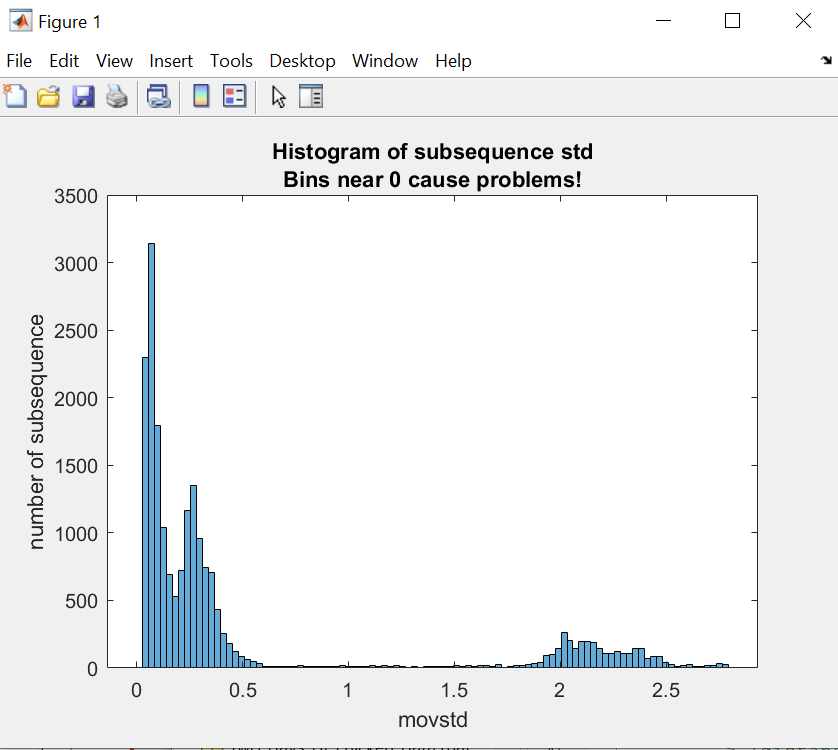 Figure 1
File Edit View Insert Tools Desktop Window Help
Histogram of subsequence std
Bins near 0 cause problems!
3500
3000
2500
2000
1500
1000
500
0
number of subsequence
0 0.5 1 1.5 2 2.5
movstd